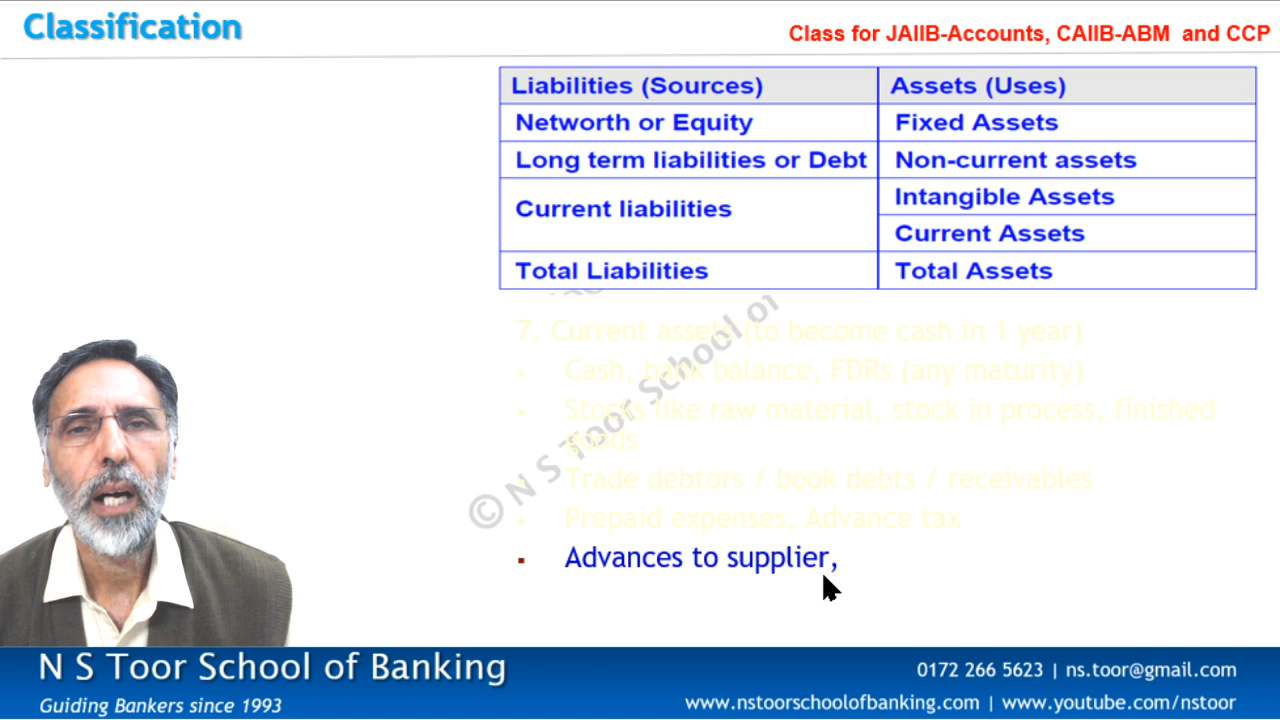 Classification
Class for JAIIB-Accounts, CAIIB-ABM and CCP
Liabilities (Sources) Assets (Uses)
Networth or Equity Fixed Assets
Long term liabilities or Debt Non-current assets
Current liabilities Intangible Assets
Current Assets
Total Liabilities Total Assets
7. Current assets (to become cash in 1 year)
▪ Cash, bank balance, FDRs (any maturity)
▪ Stocks like raw material, stock in process, finished
goods
▪ Trade debtors / book debts / receivables
▪ Prepaid expenses, Advance tax
▪ Advances to supplier,
© N S Toor School of
N S Toor School of Banking
Guiding Bankers since 1993
0172 266 5623 | ns.toor@gmail.com
www.nstoorschoolofbanking.com | www.youtube.com/nstoor